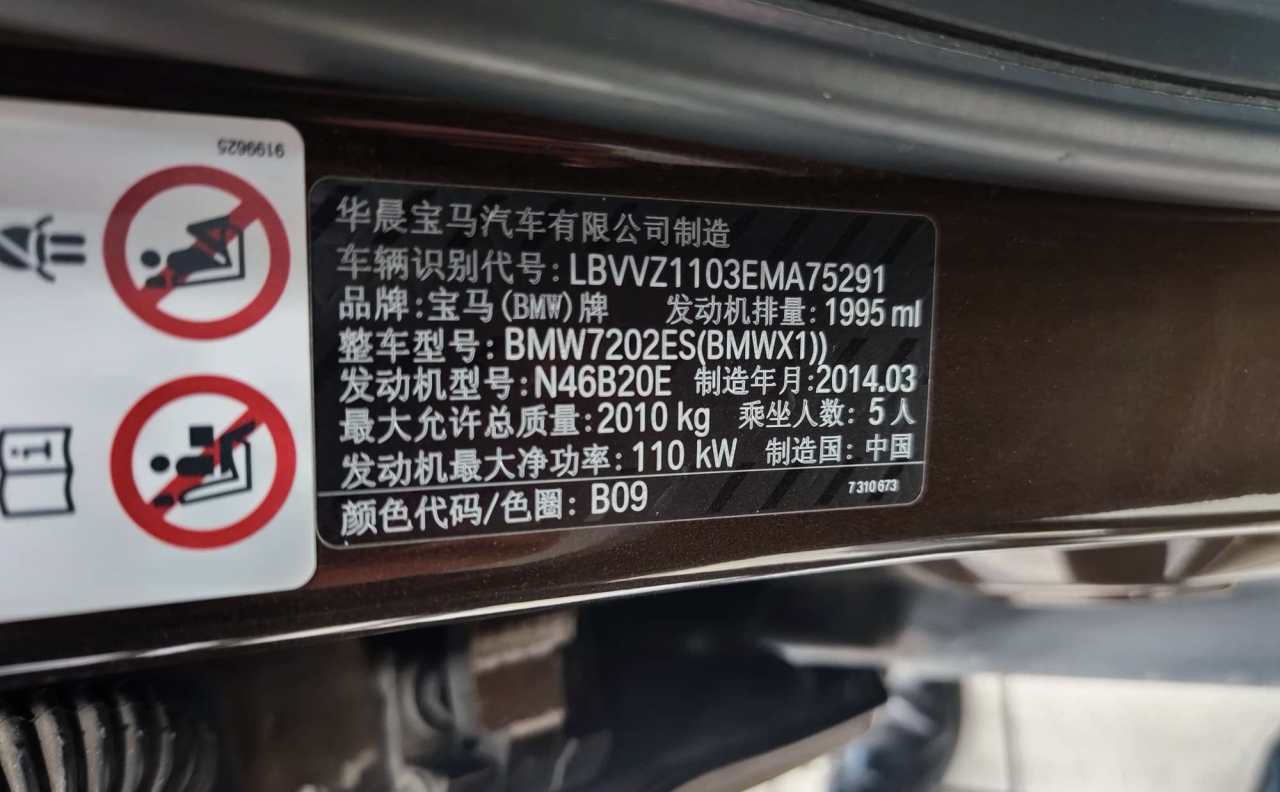 9199625
华晨宝马汽车有限公司制造
车辆识别代号: LBVVZ1103EMA75291
品牌: 宝马(BMW)牌 发动机排量: 1995 ml
整车型号: BMW7202ES(BMWX1))
发动机型号: N46B20E 制造年月:2014.03
最大允许总质量: 2010 kg 乘坐人数: 5 人
发动机最大净功率: 110 kW 制造国: 中国
7 310 673
颜色代码/色圈: B09
i